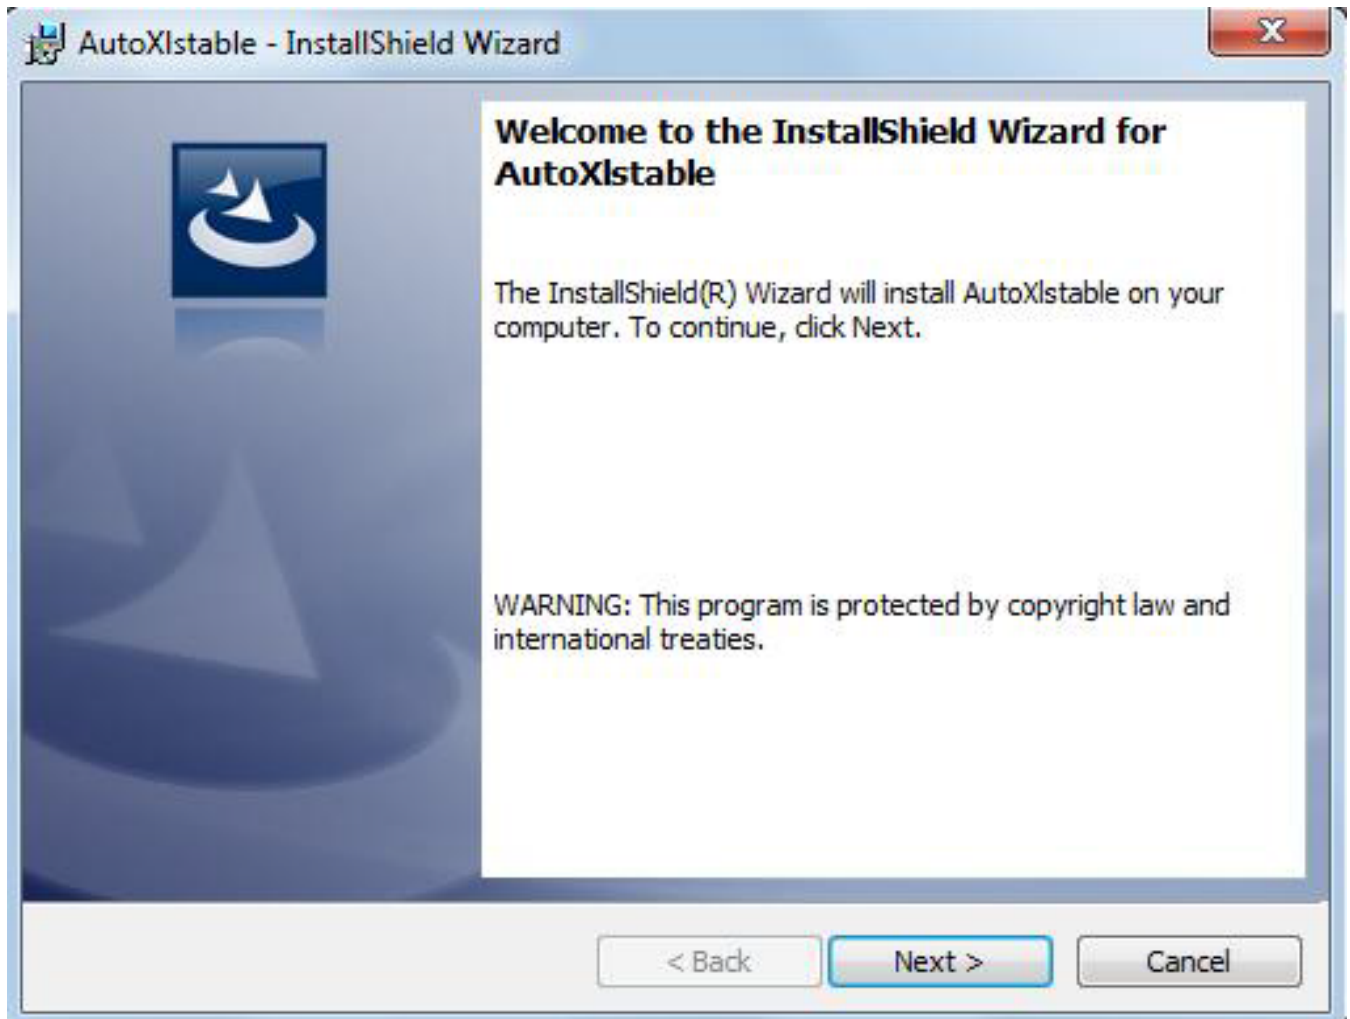 AutoXlstable - InstallShield Wizard
X
Welcome to the InstallShield Wizard for
AutoXlstable
The InstallShield(R) Wizard will install AutoXlstable on your
computer. To continue, click Next.
WARNING: This program is protected by copyright law and
international treaties.
< Back
Next >
Cancel